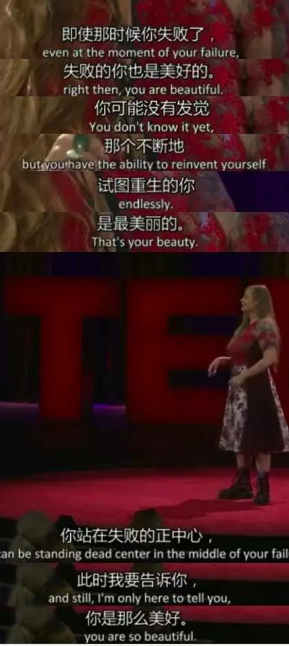 即使那时候你失败了，
even at the moment of your failure,
失败的你也是美好的。
right then, you are beautiful.
你可能没有发觉
You don't know it yet,
那个不断地
but you have the ability to reinvent yourself
试图重生的你
endlessly.
是最美丽的。
That's your beauty.
TE
你站在失败的正中心，
can be standing dead center in the middle of your fail
此时我要告诉你，
and still, I'm only here to tell you,
你是那么美好。
you are so beautiful.